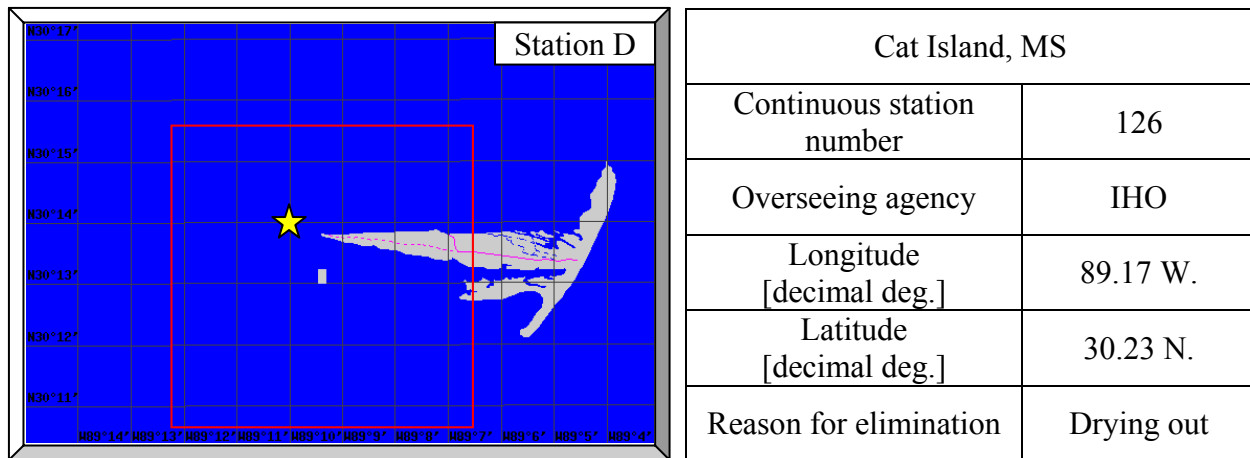 Station D
N30°17'
N30°16'
N30°15'
N30°14'
N30°13'
N30°12'
N30°11'
W89°14' W89°13' W89°12' W89°11' W89°10' W89°9' W89°8' W89°7' W89°6' W89°5' W89°4'
Cat Island, MS
Continuous station
number
126
Overseeing agency
IHO
Longitude
[decimal deg.]
89.17 W.
Latitude
[decimal deg.]
30.23 N.
Reason for elimination
Drying out